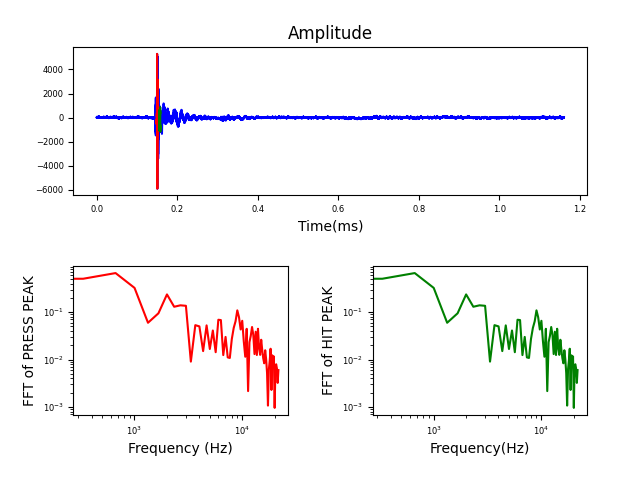 Amplitude
4000
2000
0
−2000
−4000
−6000
0.0 0.2 0.4 0.6 0.8 1.0 1.2
Time(ms)
FFT of PRESS PEAK
10⁻¹
10⁻²
10⁻³
10³ 10⁴
Frequency (Hz)
FFT of HIT PEAK
10⁻¹
10⁻²
10⁻³
10³ 10⁴
Frequency(Hz)